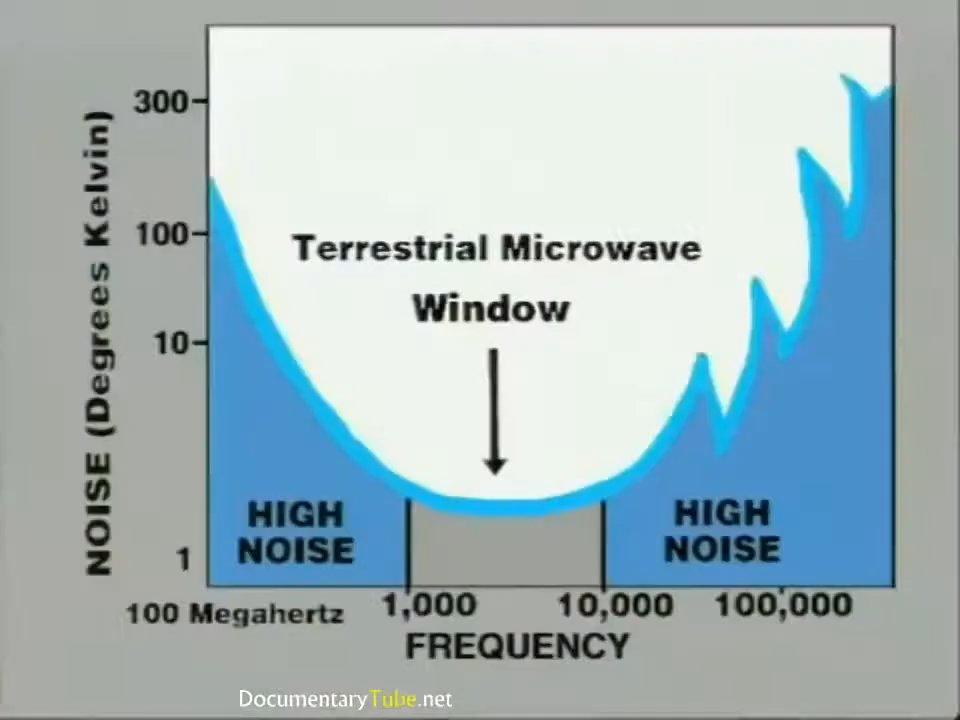 300
100
10
1
NOISE (Degrees Kelvin)
Terrestrial Microwave
Window
HIGH
NOISE
HIGH
NOISE
100 Megahertz
1,000
10,000
100,000
FREQUENCY
DocumentaryTube.net